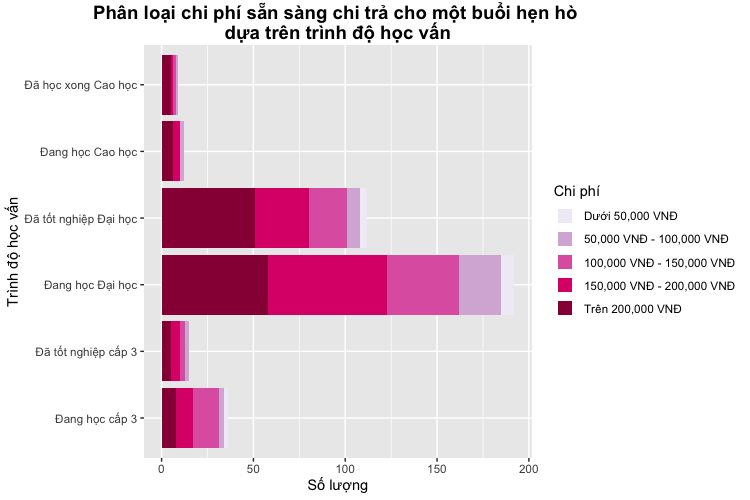 Phân loại chi phí sẵn sàng chi trả cho một buổi hẹn hò
dựa trên trình độ học vấn
Trình độ học vấn
Đã học xong Cao học
Đang học Cao học
Đã tốt nghiệp Đại học
Đang học Đại học
Đã tốt nghiệp cấp 3
Đang học cấp 3
0
50
100
150
200
Số lượng
Chi phí
Dưới 50,000 VNĐ
50,000 VNĐ - 100,000 VNĐ
100,000 VNĐ - 150,000 VNĐ
150,000 VNĐ - 200,000 VNĐ
Trên 200,000 VNĐ